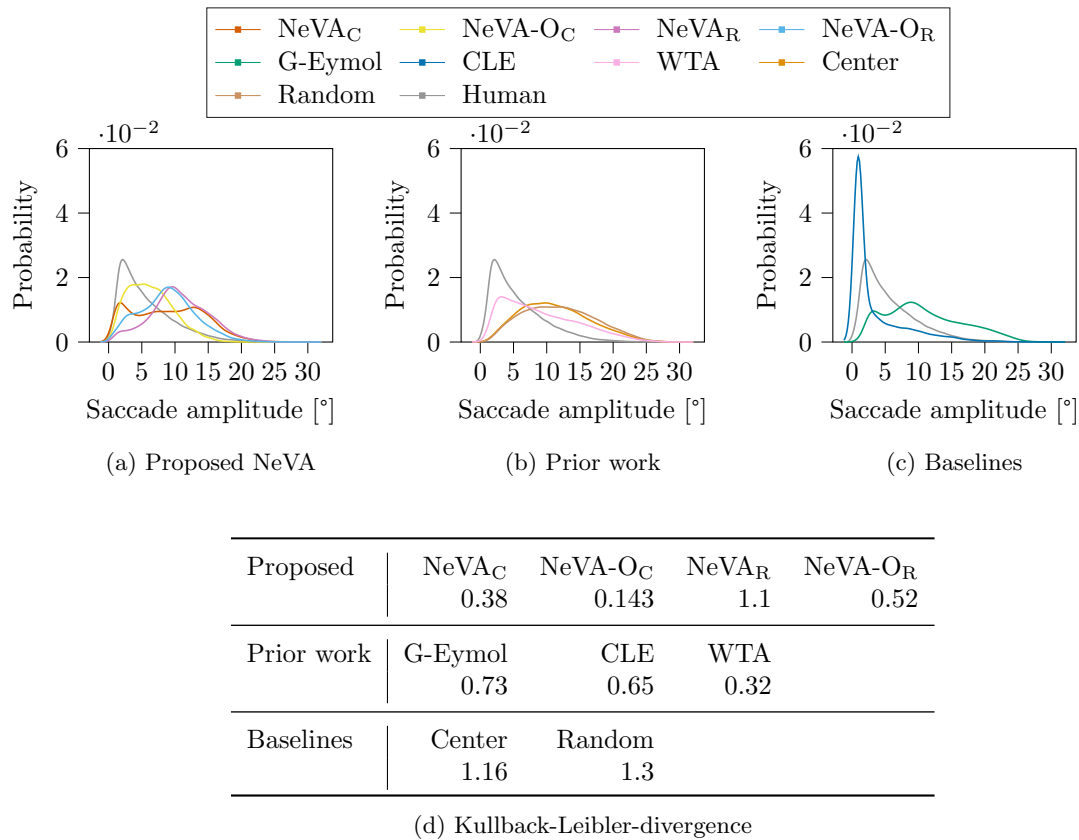 NeVA_C NeVA-O_C NeVA_R NeVA-O_R
G-Eymol CLE WTA Center
Random Human
·10^−2 ·10^−2 ·10^−2
6 6 6
4 4 4
2 2 2
0 0 0
Probability Probability Probability
0 5 10 15 20 25 30 0 5 10 15 20 25 30 0 5 10 15 20 25 30
Saccade amplitude [°] Saccade amplitude [°] Saccade amplitude [°]
(a) Proposed NeVA (b) Prior work (c) Baselines
Proposed NeVA_C NeVA-O_C NeVA_R NeVA-O_R
0.38 0.143 1.1 0.52
Prior work G-Eymol CLE WTA
0.73 0.65 0.32
Baselines Center Random
1.16 1.3
(d) Kullback-Leibler-divergence